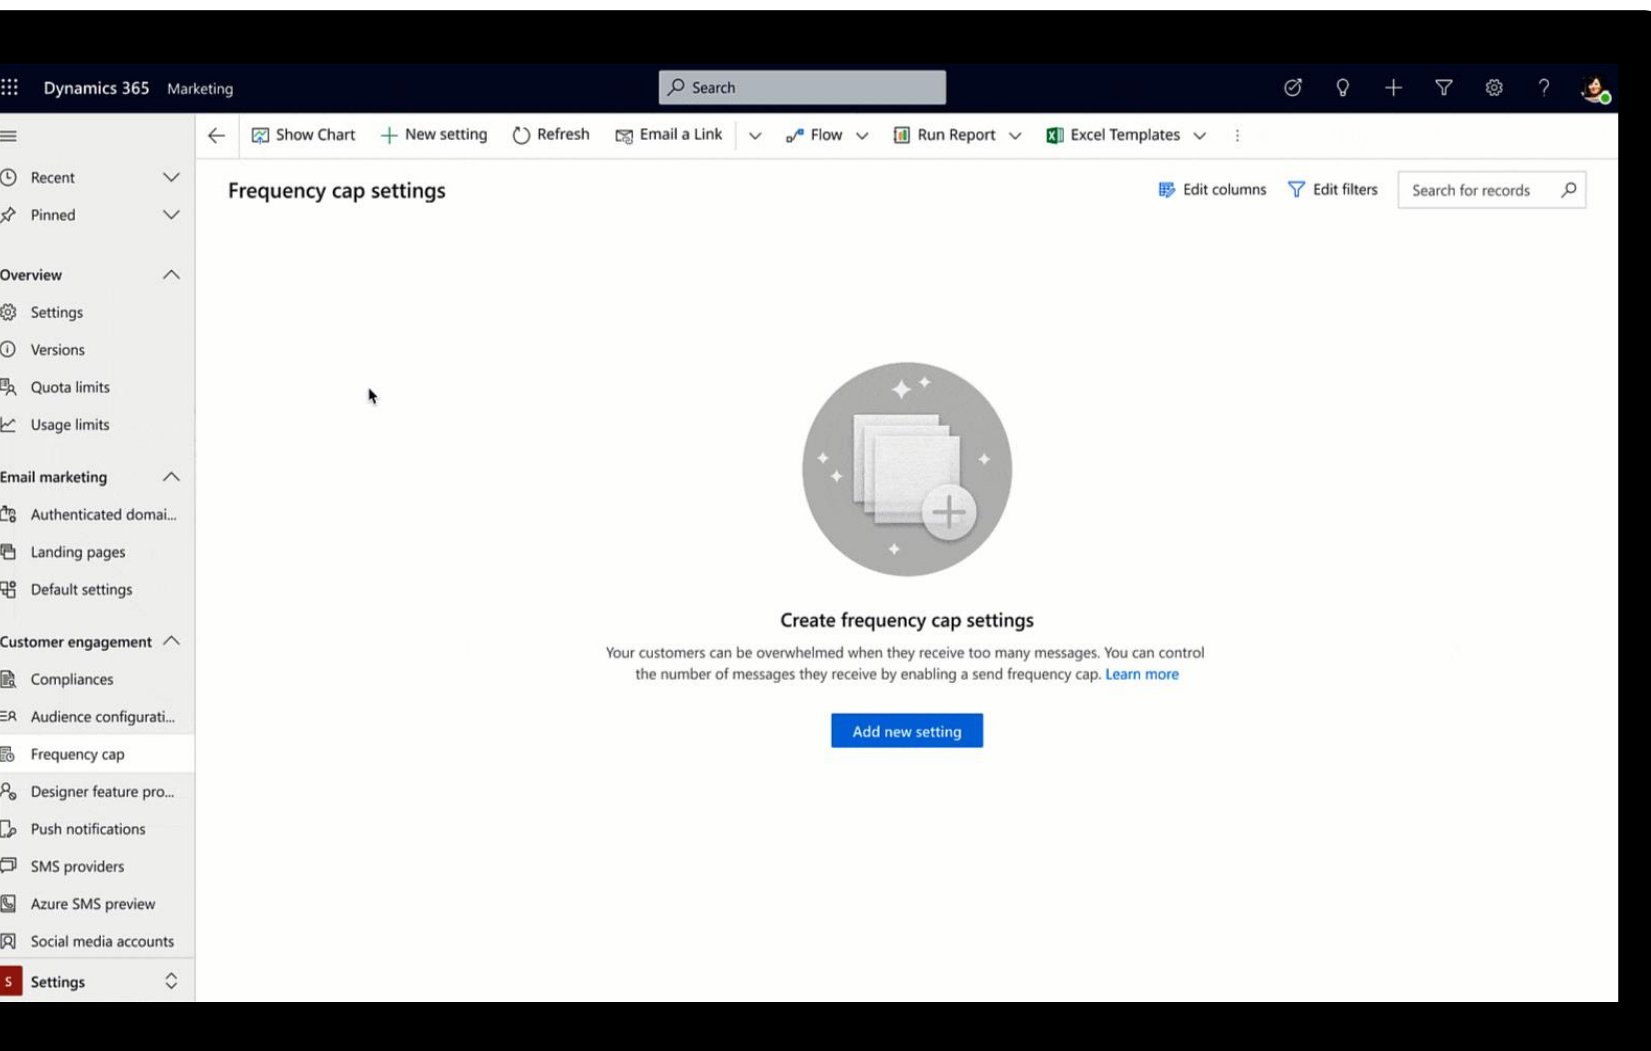 Dynamics 365 Marketing Search ?
Show Chart New setting Refresh Email a Link Flow Run Report Excel Templates
Recent
Pinned
Frequency cap settings Edit columns Edit filters Search for records
Overview
Settings
Versions
Quota limits
Usage limits
Email marketing
Authenticated domai...
Landing pages
Default settings
Customer engagement
Compliances
Audience configurati...
Frequency cap
Designer feature pro...
Push notifications
SMS providers
Azure SMS preview
Social media accounts
S Settings
Create frequency cap settings
Your customers can be overwhelmed when they receive too many messages. You can control
the number of messages they receive by enabling a send frequency cap. Learn more
Add new setting